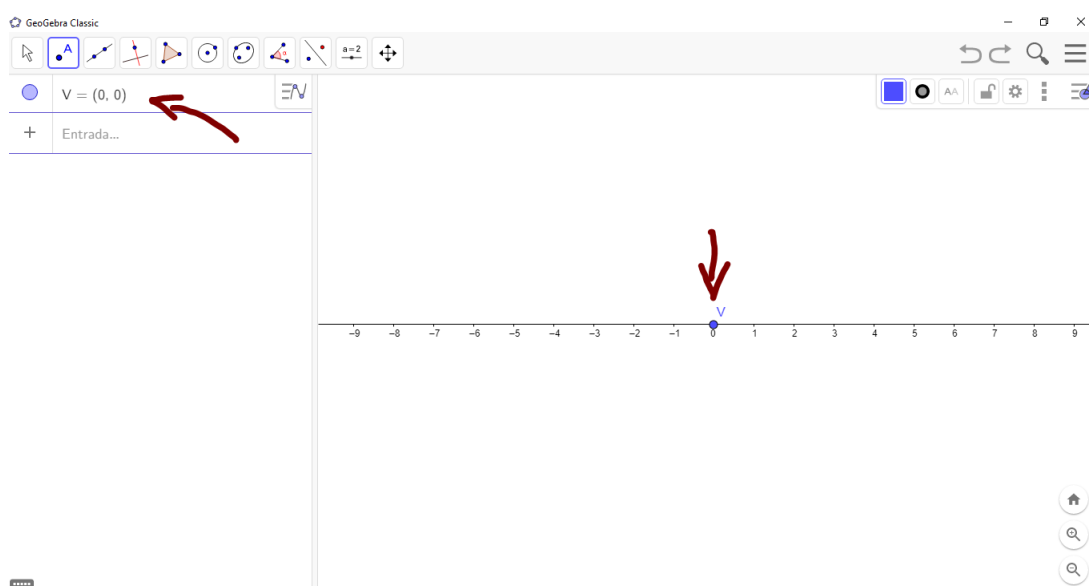 GeoGebra Classic
A
a=2
V = (0, 0)
AA
Entrada...
V
–9 –8 –7 –6 –5 –4 –3 –2 –1 0 1 2 3 4 5 6 7 8 9